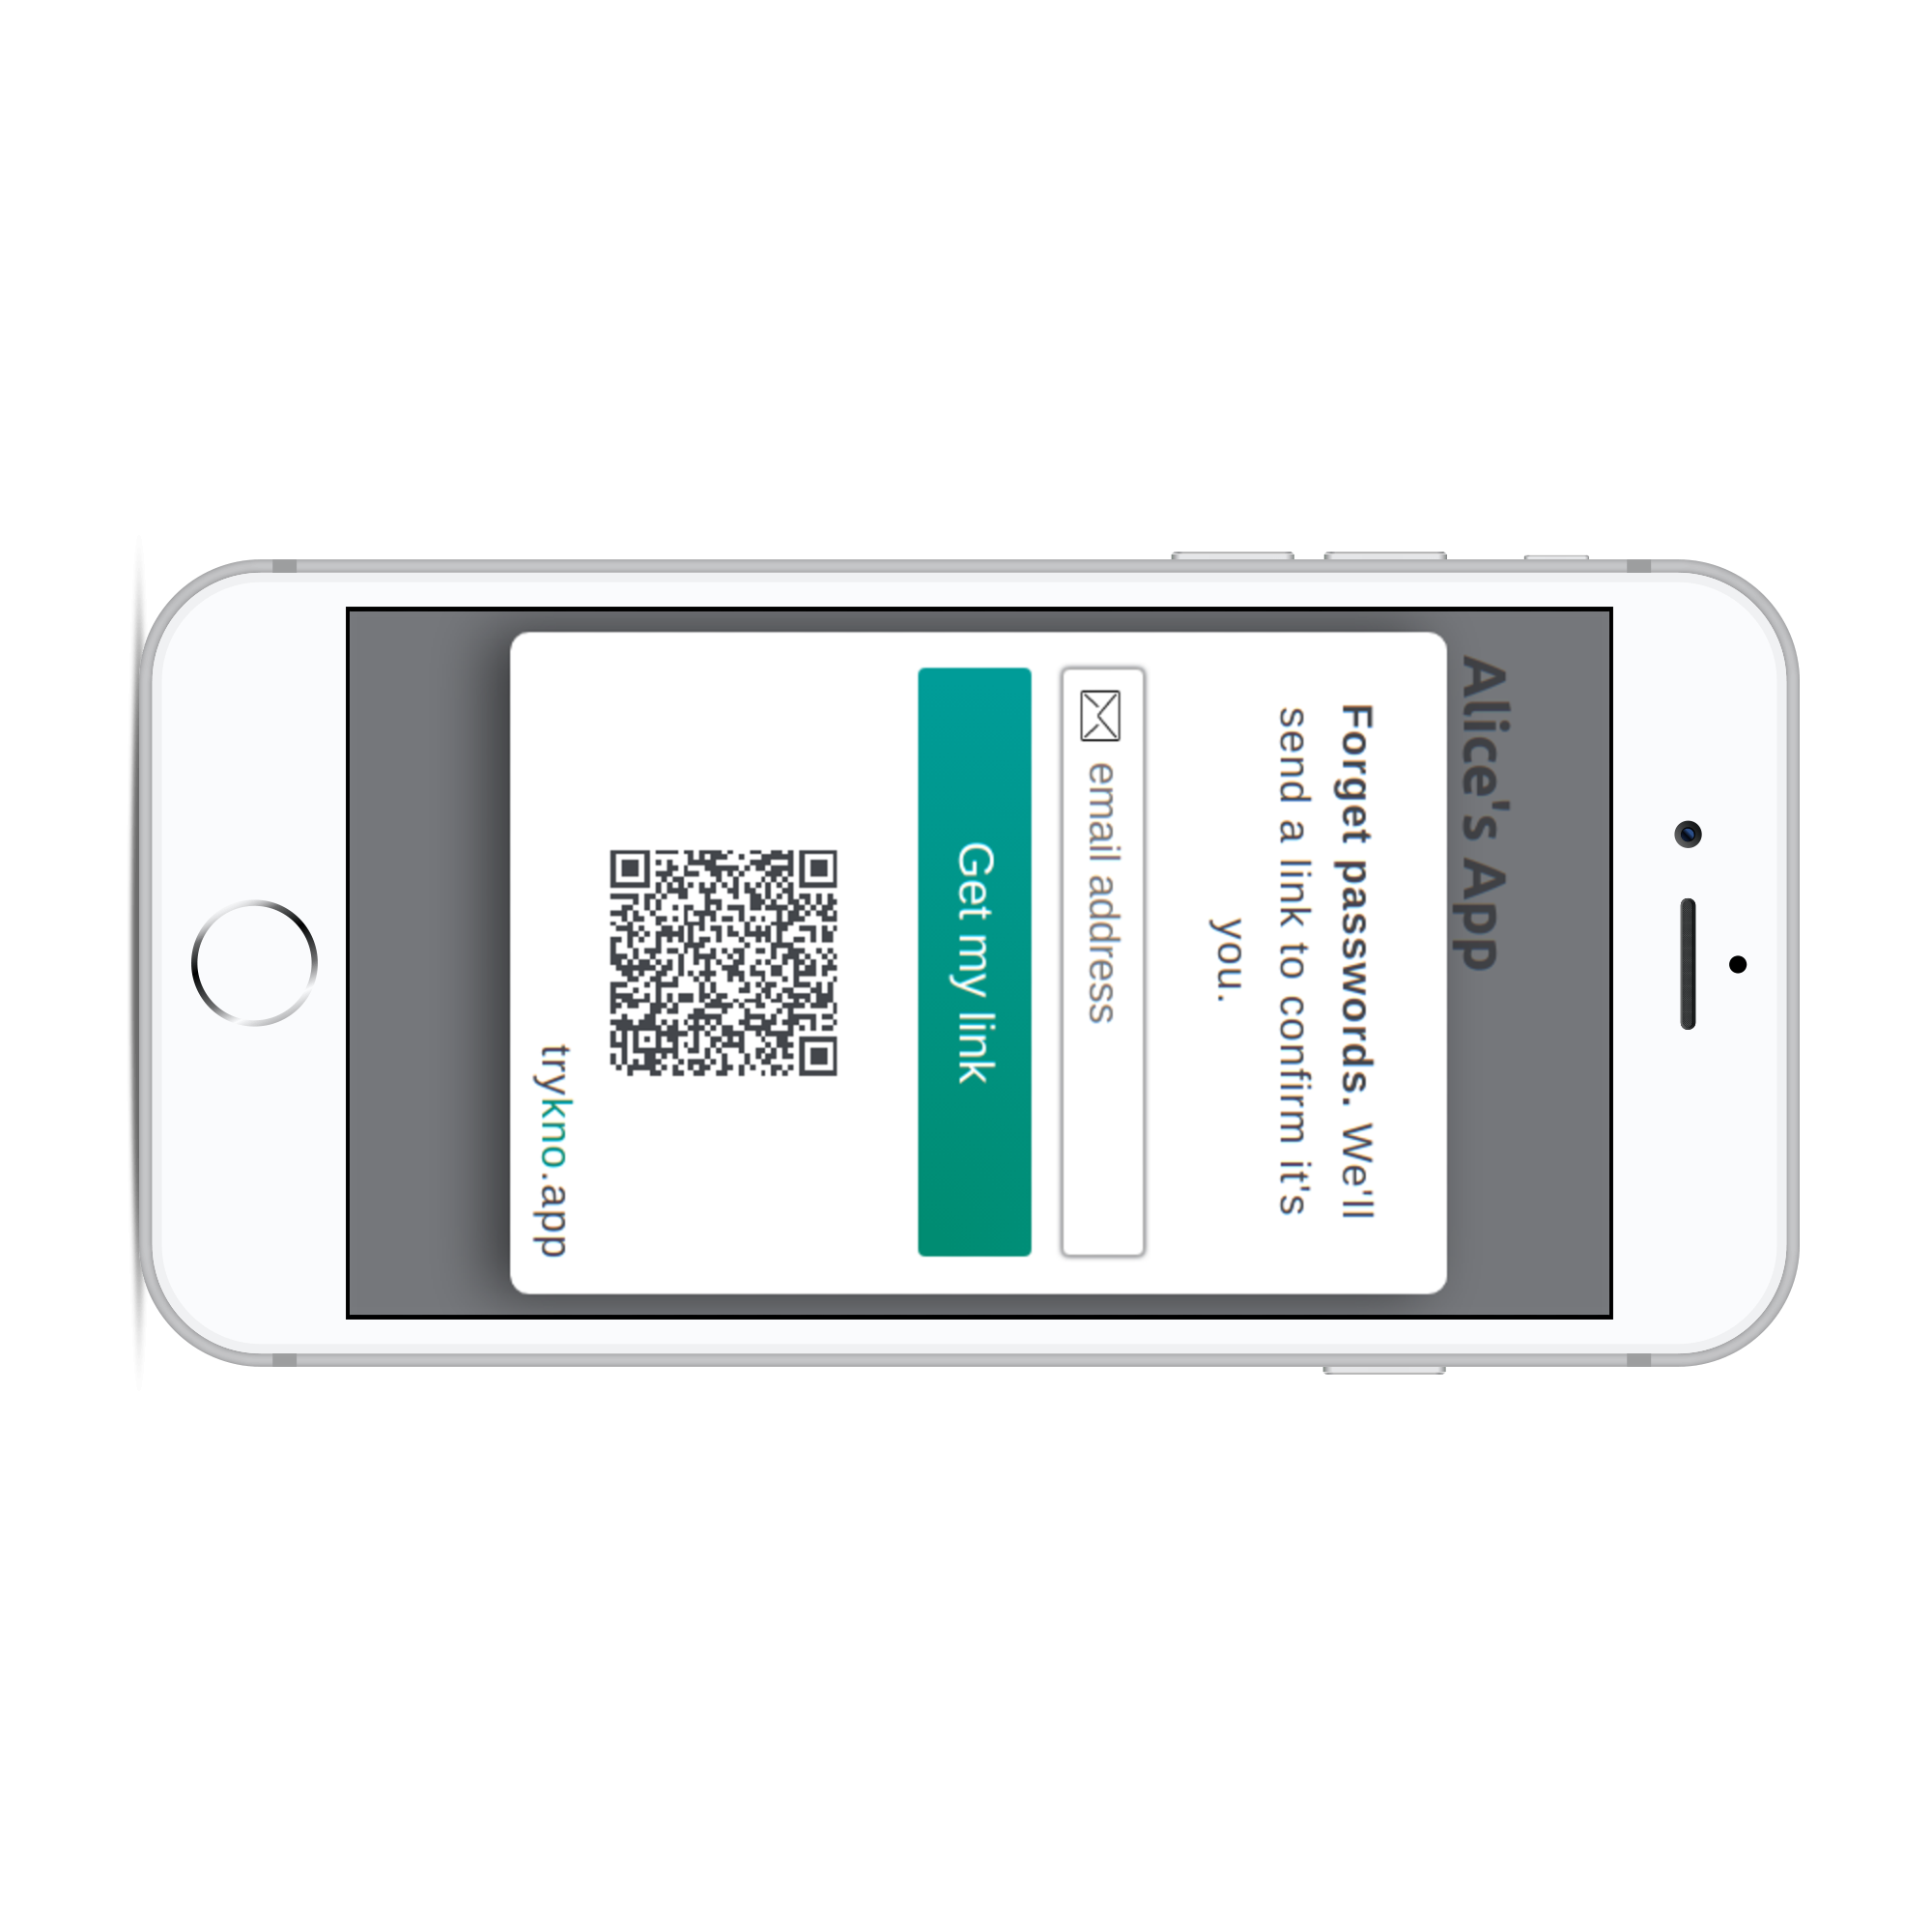 Alice's App
Forget passwords. We'll
send a link to confirm it's
you.
email address
Get my link
trykno.app